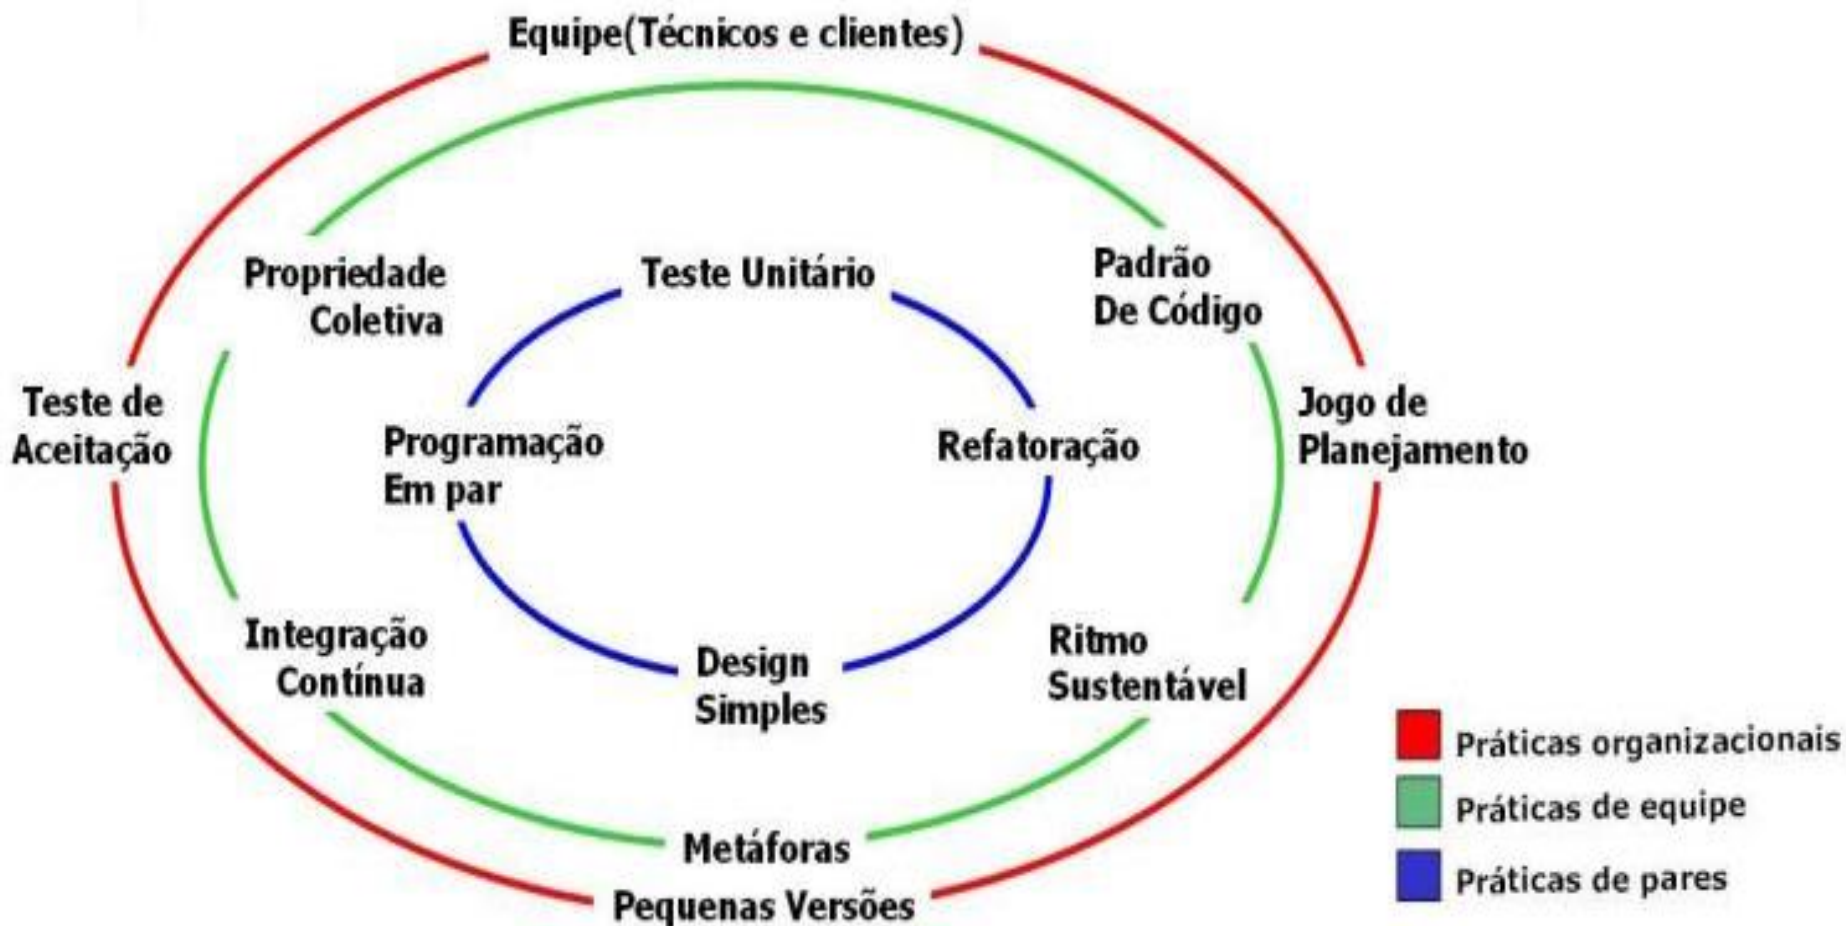 Equipe(Técnicos e clientes)
Propriedade
Coletiva
Teste Unitário
Padrão
De Código
Teste de
Aceitação
Programação
Em par
Refatoração
Jogo de
Planejamento
Integração
Contínua
Design
Simples
Ritmo
Sustentável
Metáforas
Pequenas Versões
Práticas organizacionais
Práticas de equipe
Práticas de pares